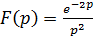 F(p) = e^{-2p} / p^2